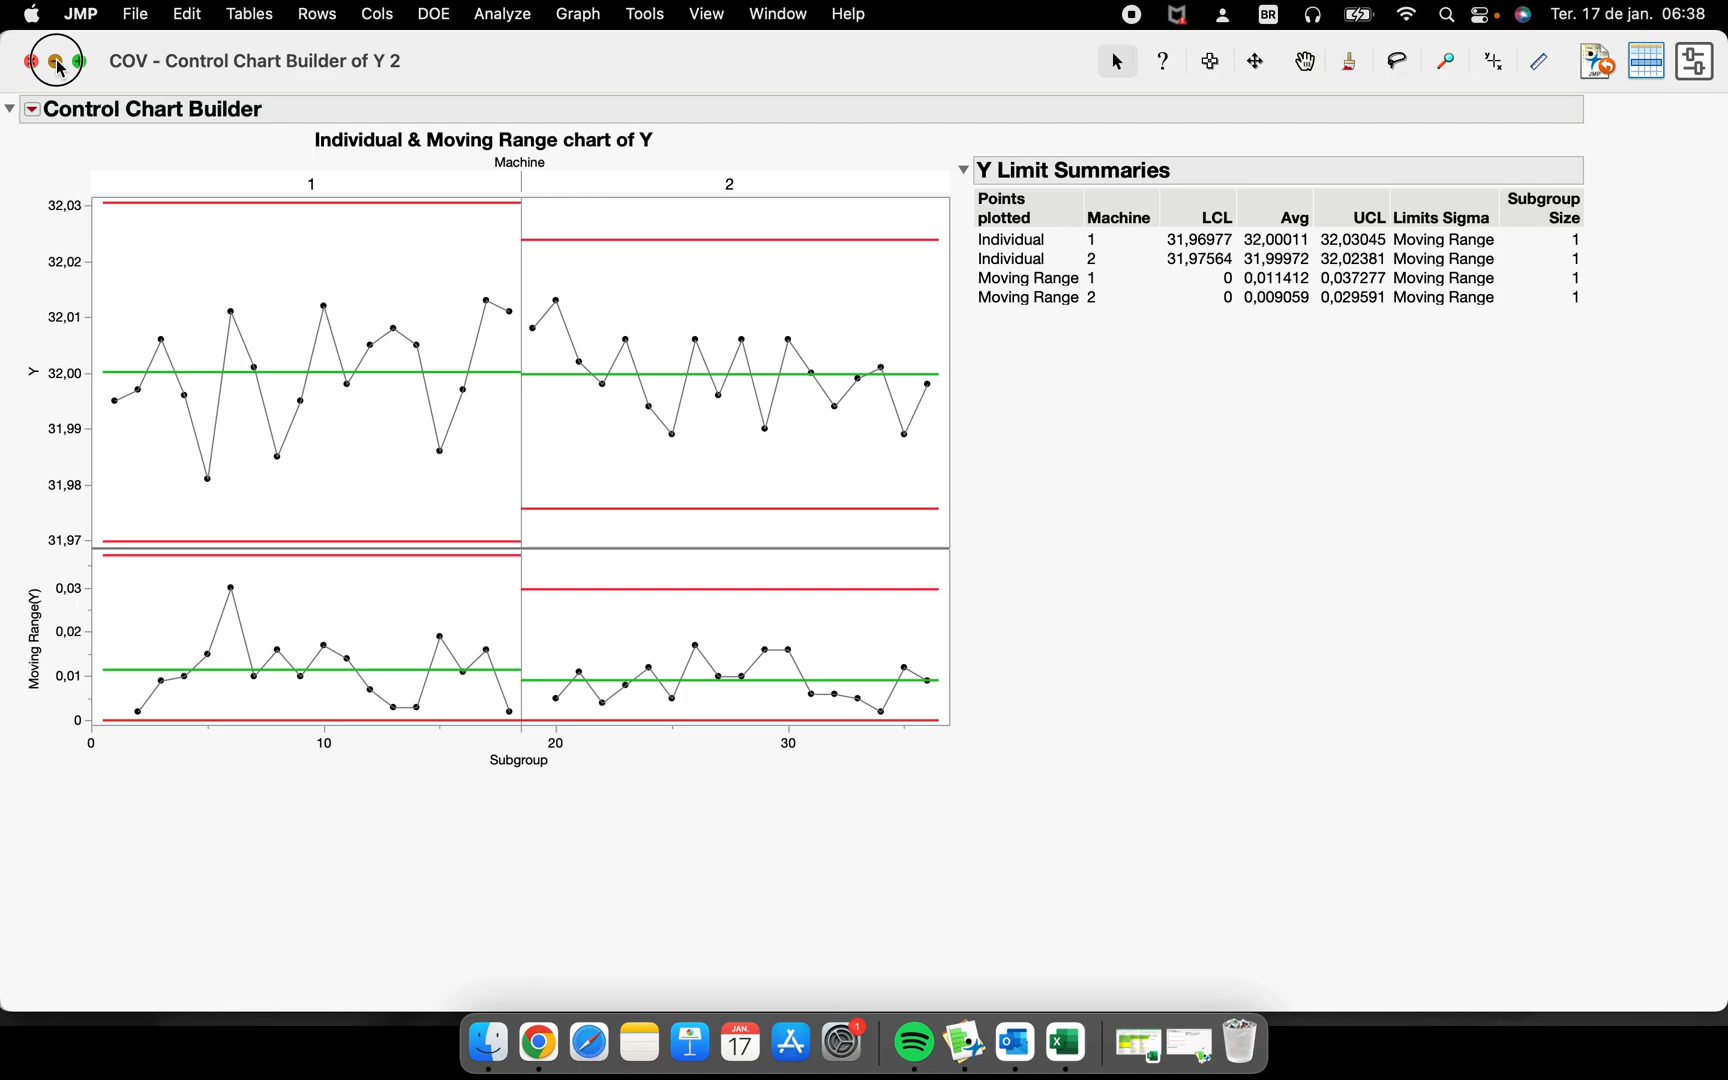 JMP File Edit Tables Rows Cols DOE Analyze Graph Tools View Window Help BR Ter. 17 de jan. 06:38
COV - Control Chart Builder of Y 2
Control Chart Builder
Individual & Moving Range chart of Y
Machine
1 2
Y
32,03
32,02
32,01
32,00
31,99
31,98
31,97
Moving Range(Y)
0,03
0,02
0,01
0
0 10 20 30
Subgroup
Y Limit Summaries
Points plotted Machine LCL Avg UCL Limits Sigma Subgroup Size
Individual 1 31,96977 32,00011 32,03045 Moving Range 1
Individual 2 31,97564 31,99972 32,02381 Moving Range 1
Moving Range 1 0 0,011412 0,037277 Moving Range 1
Moving Range 2 0 0,009059 0,029591 Moving Range 1
JAN.
17
1